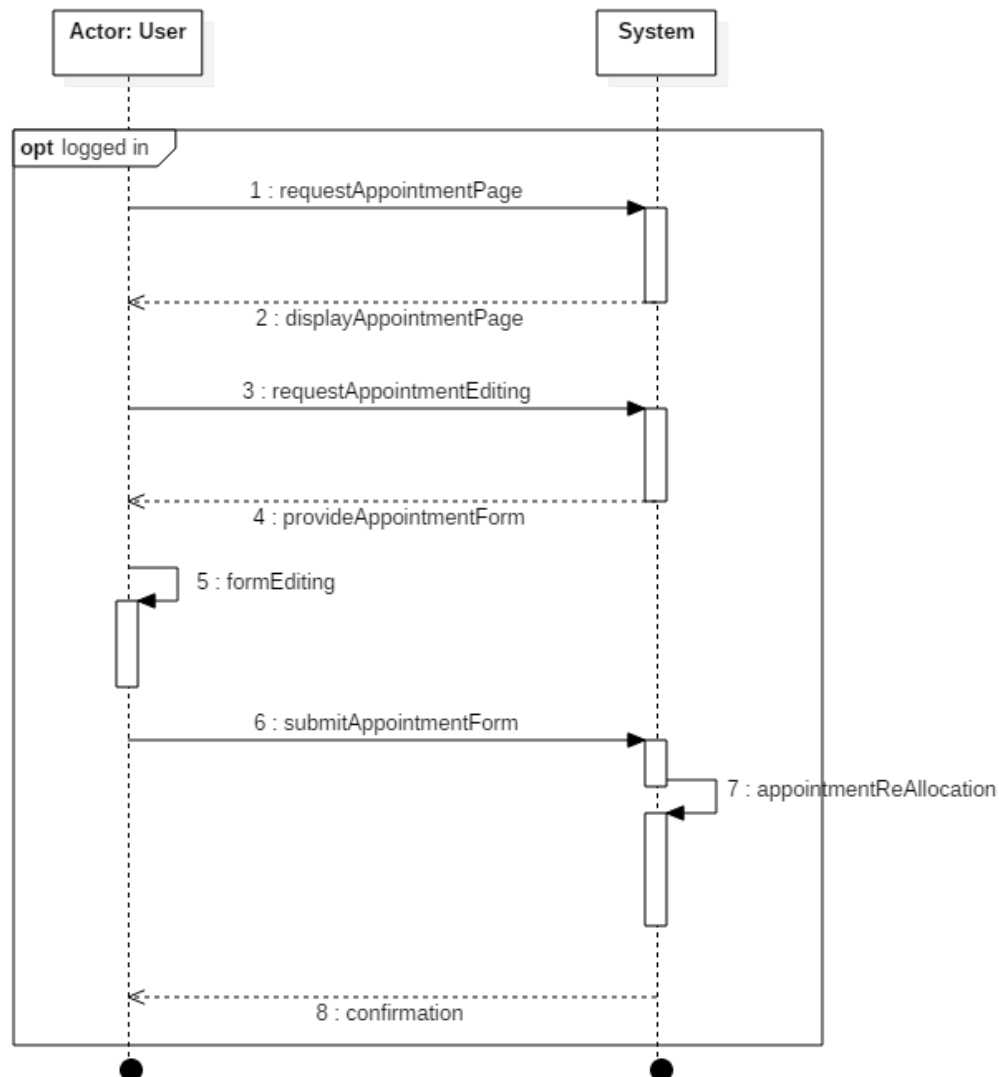 Actor: User
System
opt logged in
1 : requestAppointmentPage
2 : displayAppointmentPage
3 : requestAppointmentEditing
4 : provideAppointmentForm
5 : formEditing
6 : submitAppointmentForm
7 : appointmentReAllocation
8 : confirmation